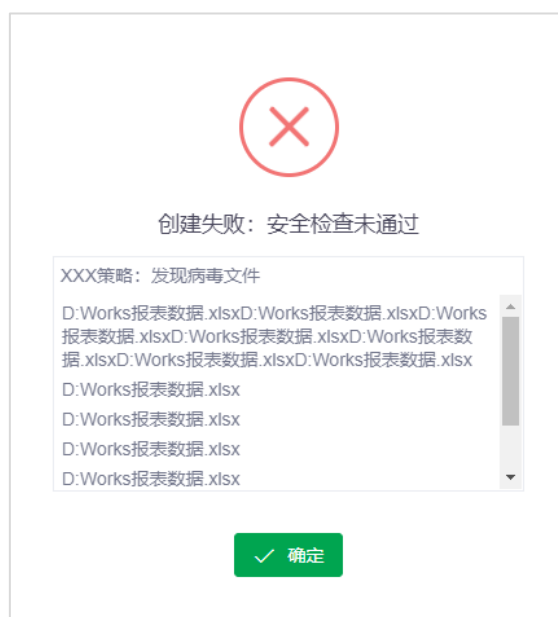 创建失败：安全检查未通过
XXX策略：发现病毒文件
D:Works报表数据.xlsxD:Works报表数据.xlsxD:Works
报表数据.xlsxD:Works报表数据.xlsxD:Works报表数
据.xlsxD:Works报表数据.xlsxD:Works报表数据.xlsx
D:Works报表数据.xlsx
D:Works报表数据.xlsx
D:Works报表数据.xlsx
D:Works报表数据.xlsx
确定